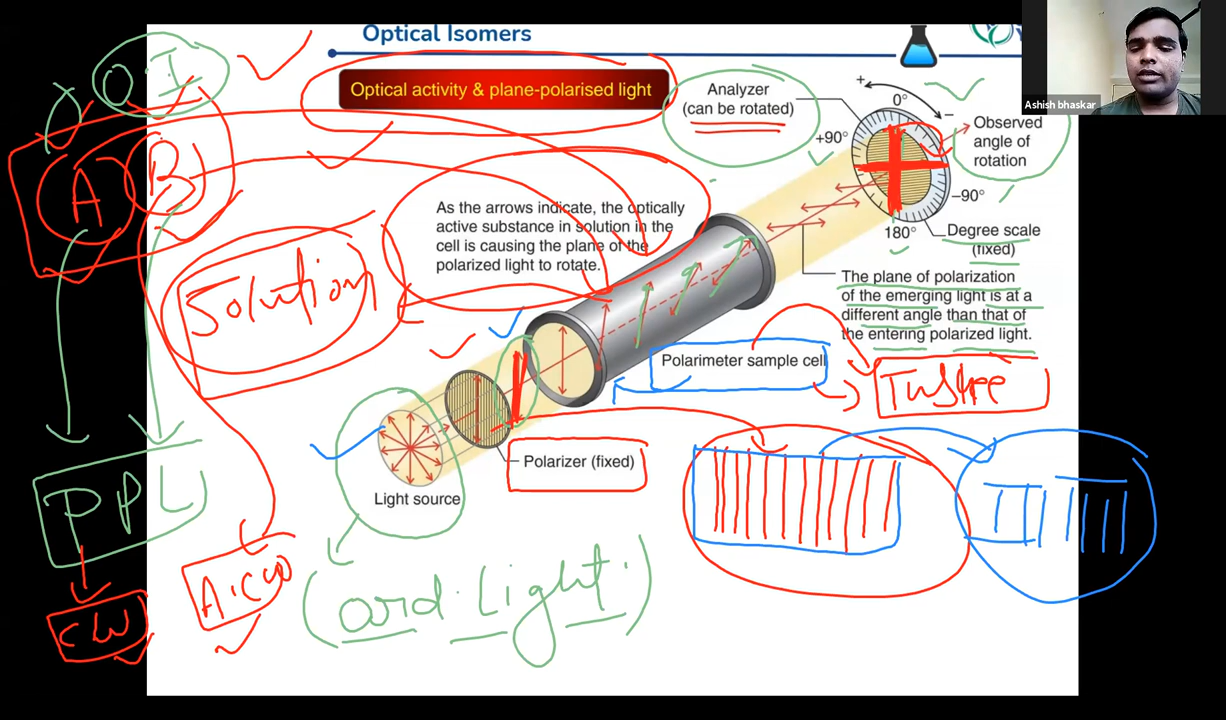 Optical Isomers
Optical activity & plane-polarised light
Analyzer
(can be rotated)
+
0°
−
Ashish bhaskar
Observed
angle of
rotation
+90°
−90°
180°
Degree scale
(fixed)
As the arrows indicate, the optically
active substance in solution in the
cell is causing the plane of the
polarized light to rotate.
The plane of polarization
of the emerging light is at a
different angle than that of
the entering polarized light.
Polarimeter sample cell
Polarizer (fixed)
Light source
O I
A B
Solution
PPL
CW
A.CW
(ord. Light.)